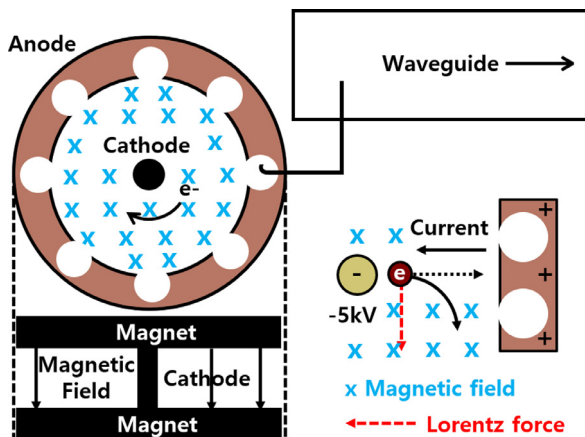 Anode
Waveguide
Cathode
e-
Current
-
e
+
+
+
-5kV
Magnet
Magnetic
Field
Cathode
Magnet
x Magnetic field
Lorentz force
x x
x x x x
x x
x x
x x x x
x x x x x
x x x x
x x
x x
x x x
x x x x